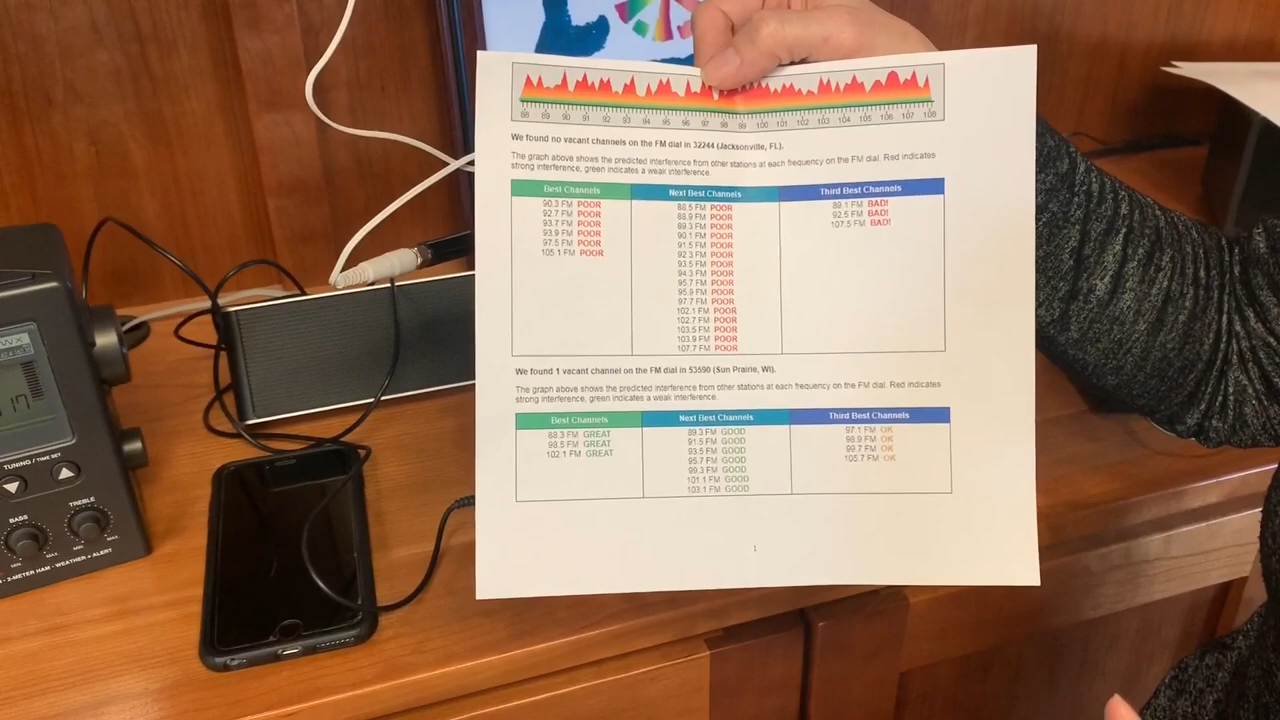 88 89 90 91 92 93 94 95 96 97 98 99 100 101 102 103 104 105 106 107 108
We found no vacant channels on the FM dial in 32244 (Jacksonville, FL).
The graph above shows the predicted interference from other stations at each frequency on the FM dial. Red indicates
strong interference, green indicates a weak interference.
Best Channels
90.3 FM POOR
92.7 FM POOR
93.7 FM POOR
93.9 FM POOR
97.5 FM POOR
105.1 FM POOR
Next Best Channels
88.5 FM POOR
88.9 FM POOR
89.3 FM POOR
90.1 FM POOR
91.5 FM POOR
92.3 FM POOR
93.5 FM POOR
94.3 FM POOR
95.7 FM POOR
95.9 FM POOR
97.7 FM POOR
102.1 FM POOR
102.7 FM POOR
103.5 FM POOR
103.9 FM POOR
107.7 FM POOR
Third Best Channels
89.1 FM BAD!
92.5 FM BAD!
107.5 FM BAD!
We found 1 vacant channel on the FM dial in 53590 (Sun Prairie, WI).
The graph above shows the predicted interference from other stations at each frequency on the FM dial. Red indicates
strong interference, green indicates a weak interference.
Best Channels
88.3 FM GREAT
98.5 FM GREAT
102.1 FM GREAT
Next Best Channels
89.3 FM GOOD
91.5 FM GOOD
93.5 FM GOOD
95.7 FM GOOD
99.3 FM GOOD
101.1 FM GOOD
103.1 FM GOOD
Third Best Channels
97.1 FM OK
98.9 FM OK
99.7 FM OK
105.7 FM OK
1
WX
TUNING / TIME SET
BASS
TREBLE
MIN. MAX.
MIN. MAX.
2-METER HAM - WEATHER + ALERT